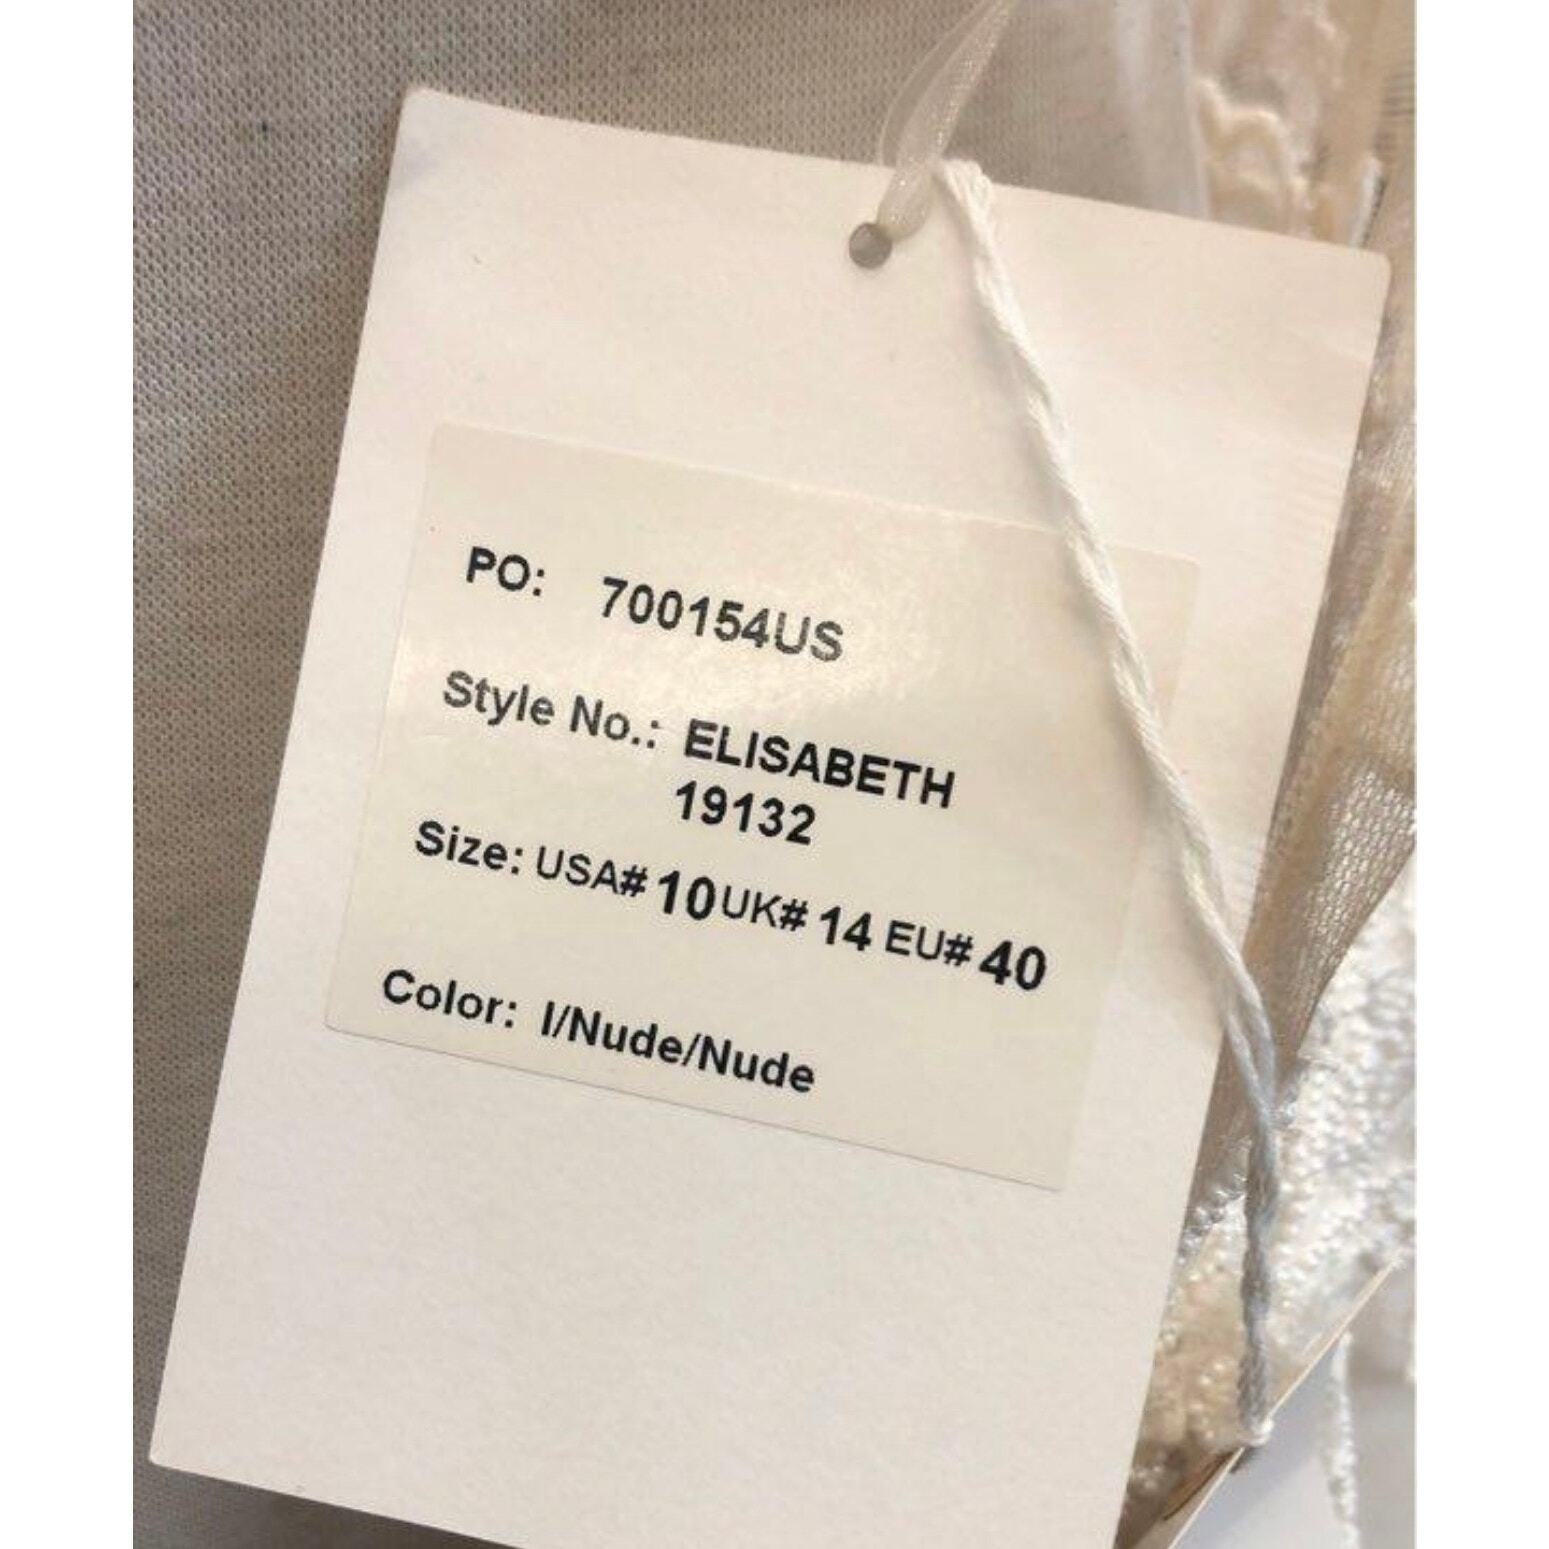 PO: 700154US
Style No.: ELISABETH
19132
Size: USA# 10 UK# 14 EU# 40
Color: I/Nude/Nude